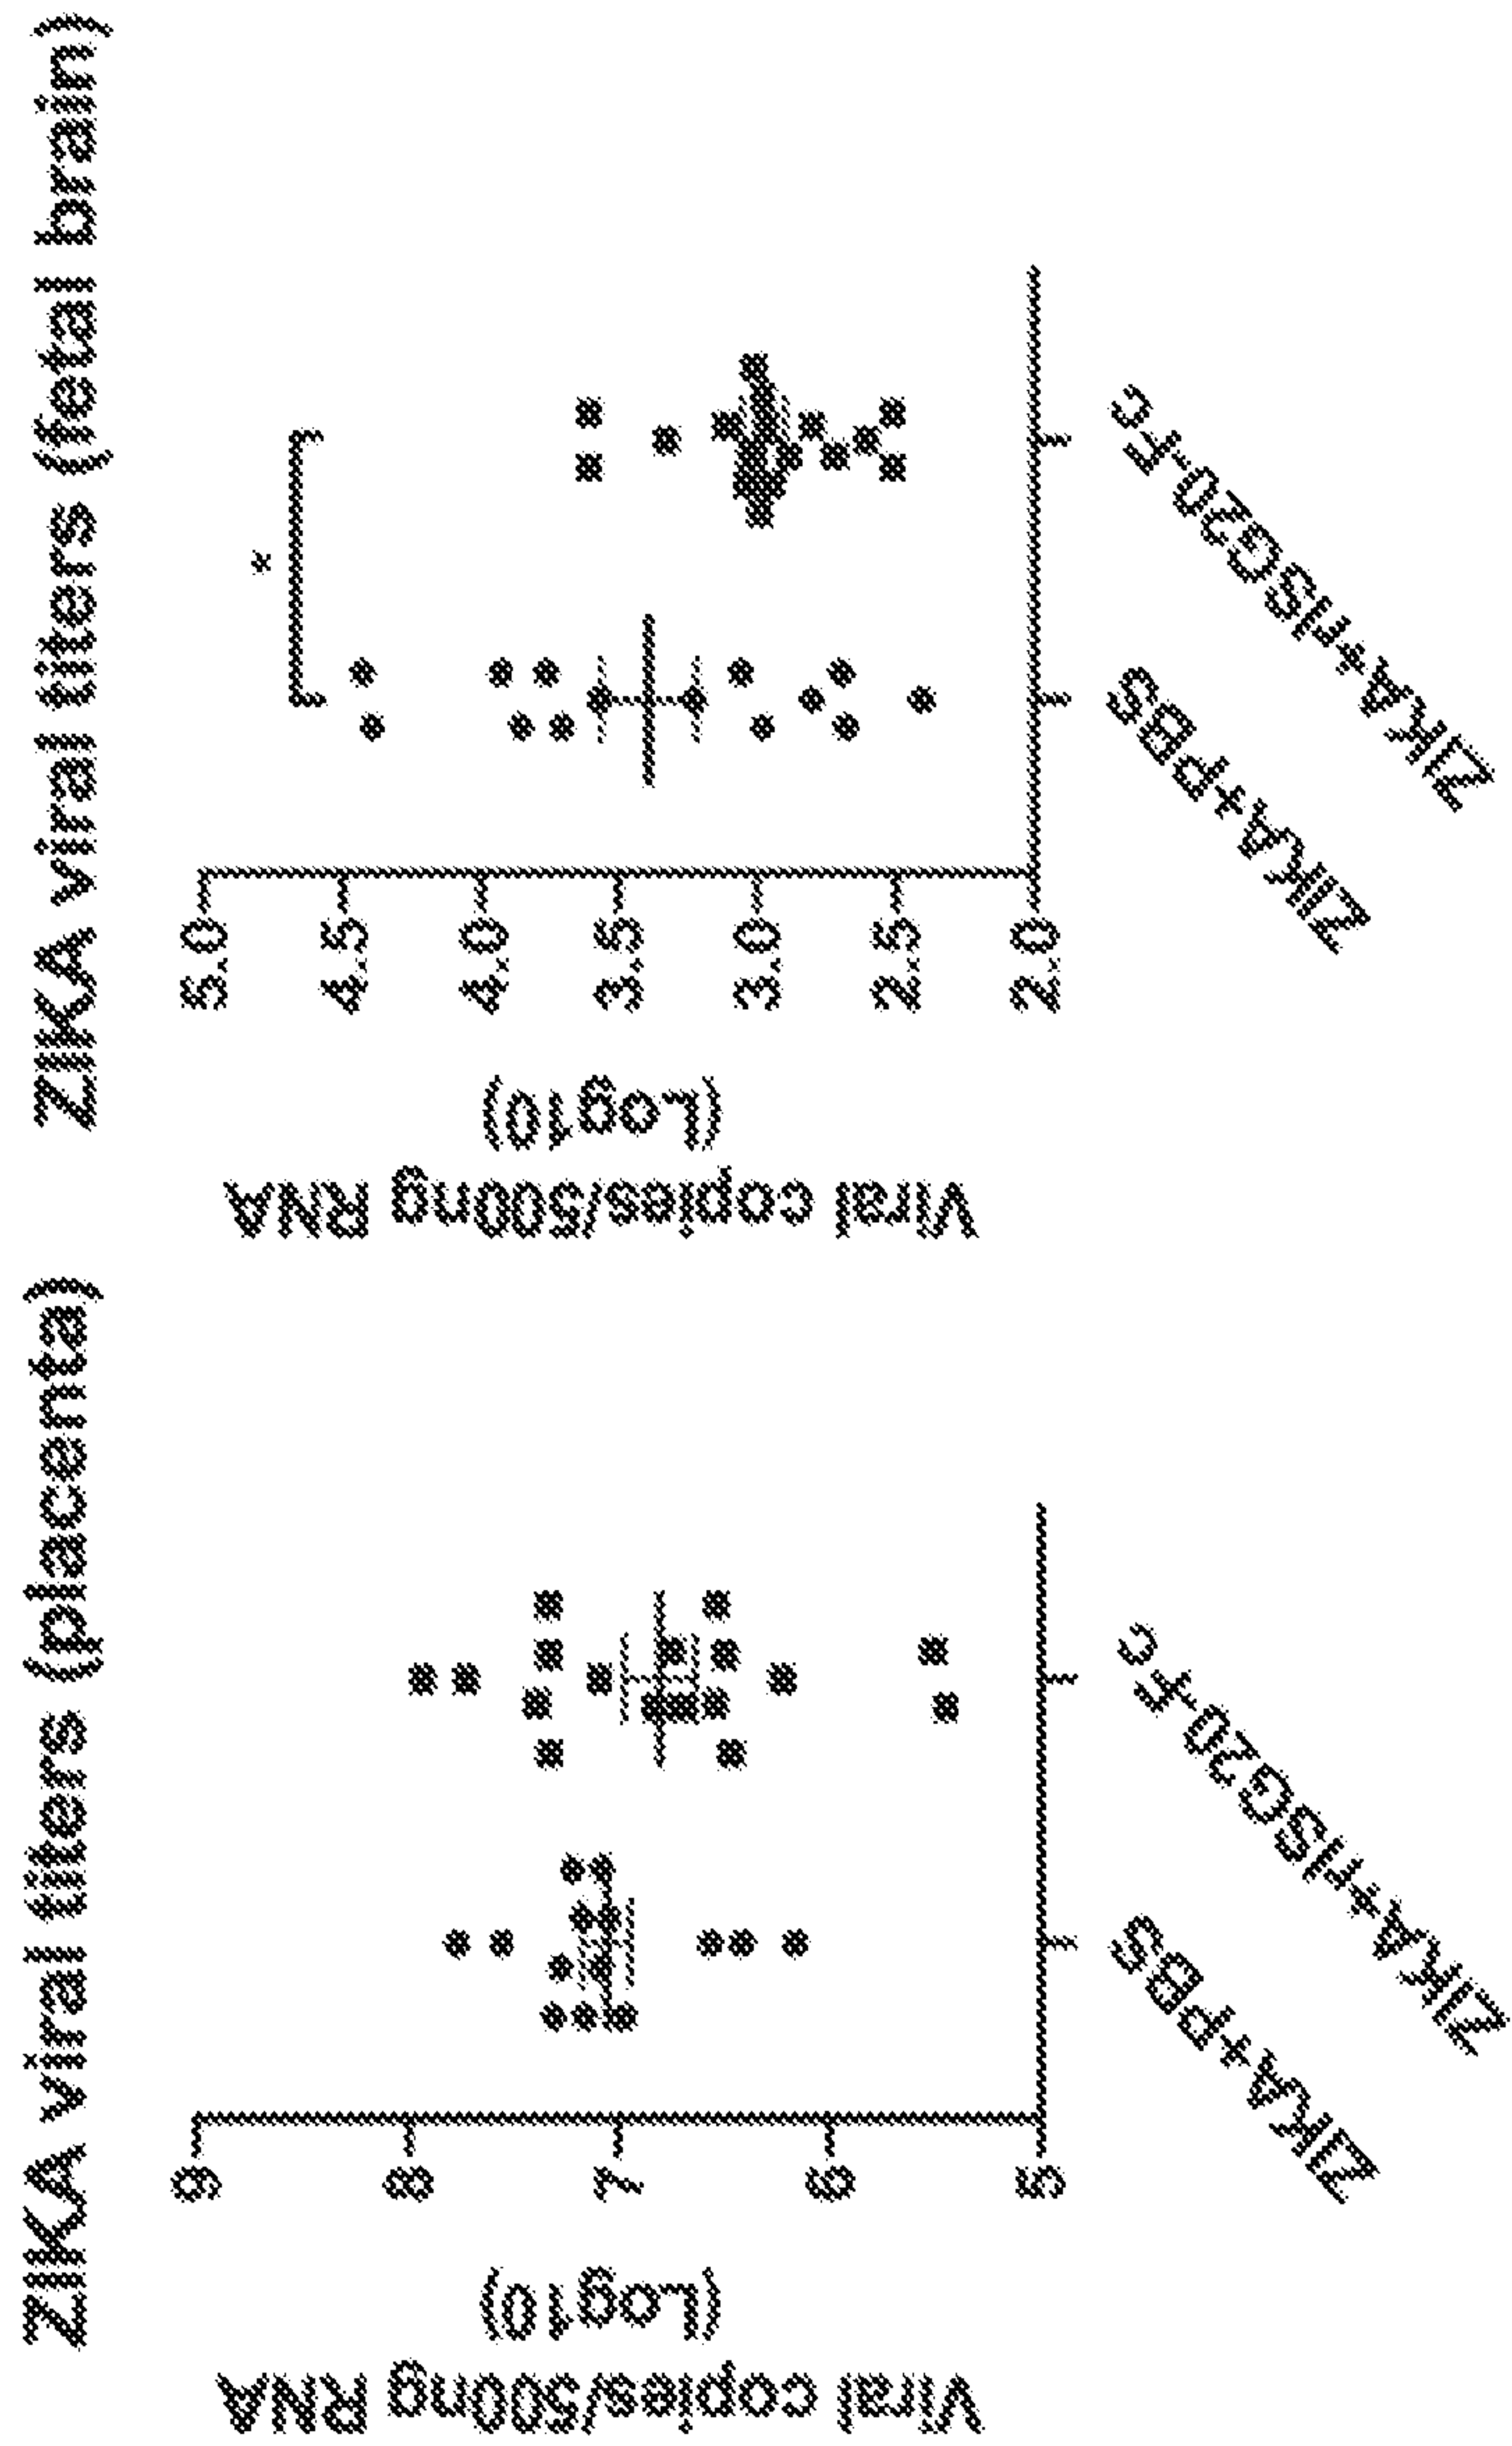 ZIKA viral titers (placenta)
Viral copies/500ng RNA
(Log10)
9
8
7
6
5
ZIKA+PBS
ZIKA+rISG20-Fc
ZIKA viral titers (fetal brain)
Viral copies/500ng RNA
(Log10)
5.0
4.5
4.0
3.5
3.0
2.5
2.0
*
ZIKA+PBS
ZIKA+rISG20-Fc